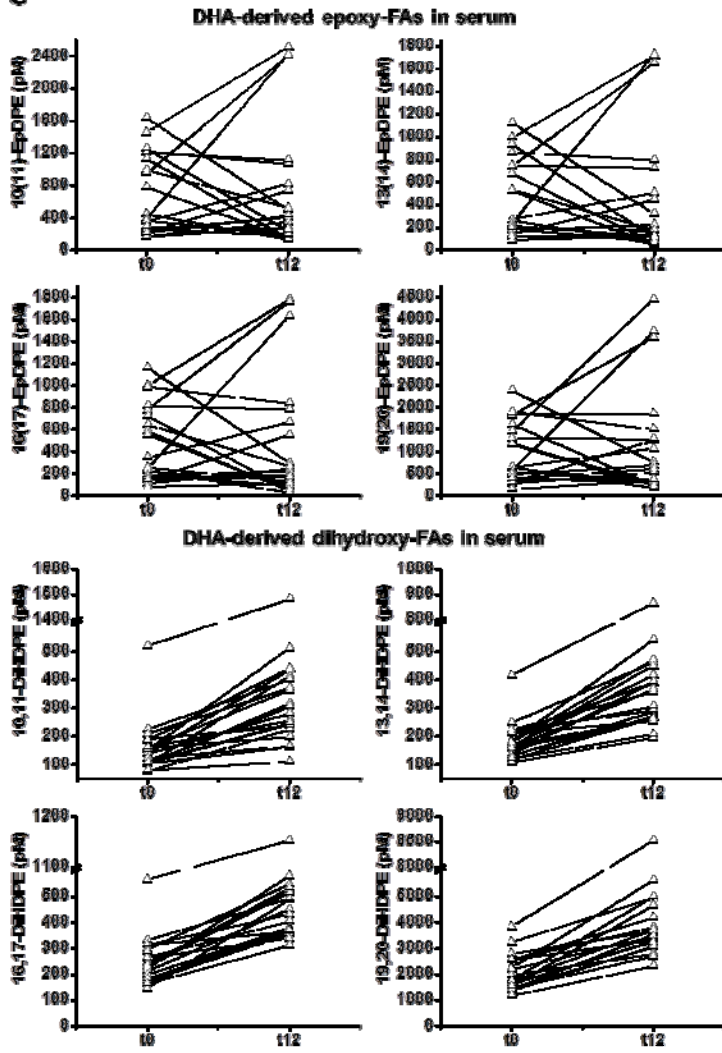 DHA-derived epoxy-FAs in serum
10(11)-EpDPE (pM)
2400
2000
1600
1200
800
400
0
t0
t12
13(14)-EpDPE (pM)
1800
1600
1400
1200
1000
800
600
400
200
0
t0
t12
16(17)-EpDPE (pM)
1800
1600
1400
1200
1000
800
600
400
200
0
t0
t12
19(20)-EpDPE (pM)
4500
4000
3500
3000
2500
2000
1500
1000
500
0
t0
t12
DHA-derived dihydroxy-FAs in serum
10,11-DiHDPE (pM)
1800
1600
1400
500
400
300
200
100
t0
t12
13,14-DiHDPE (pM)
1000
900
800
500
400
300
200
100
t0
t12
16,17-DiHDPE (pM)
1200
1100
500
400
300
200
100
0
t0
t12
19,20-DiHDPE (pM)
9000
8500
8000
5000
4000
3000
2000
1000
0
t0
t12